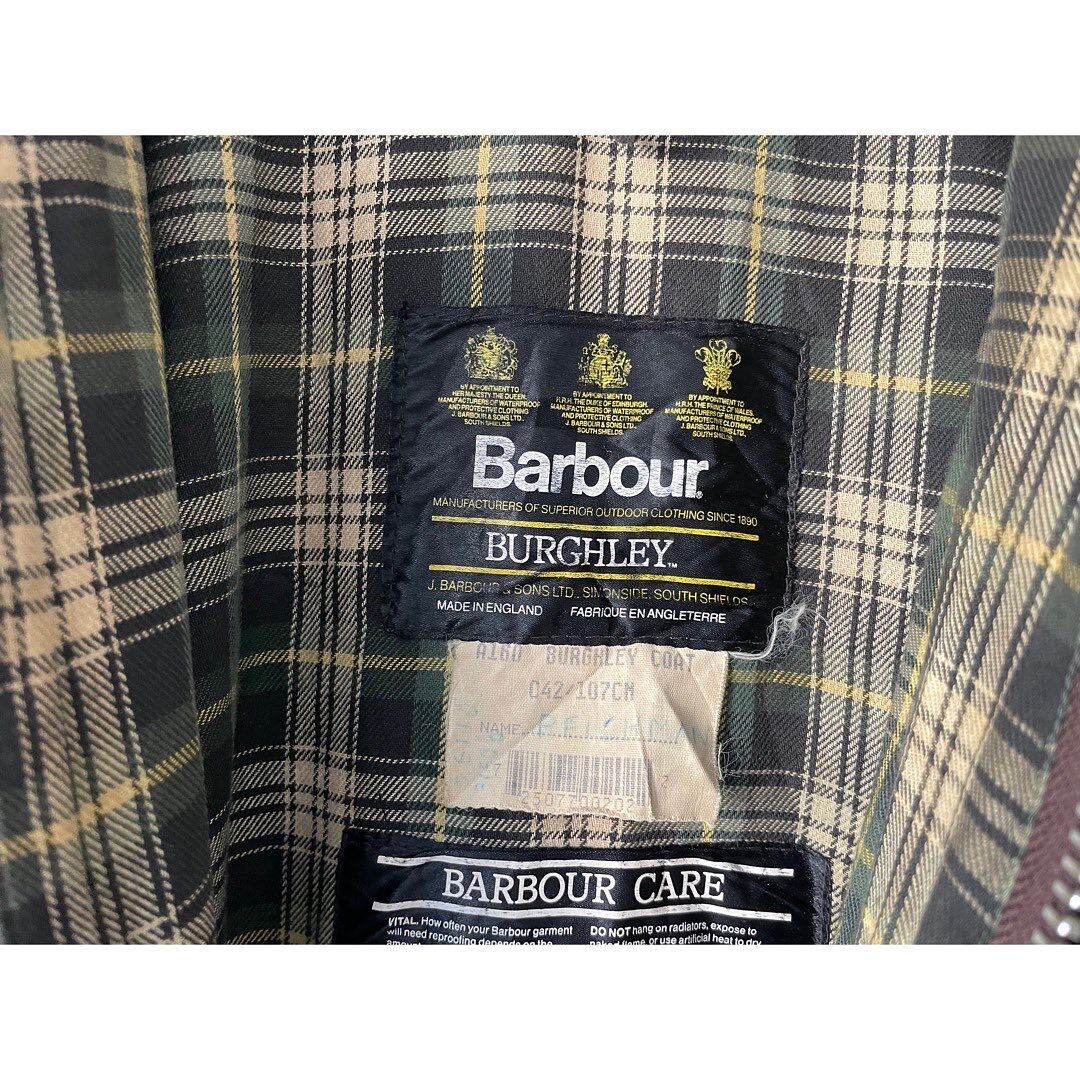 BY APPOINTMENT TO
HER MAJESTY THE QUEEN.
MANUFACTURERS OF WATERPROOF
AND PROTECTIVE CLOTHING
J. BARBOUR & SONS LTD.
SOUTH SHIELDS.
BY APPOINTMENT TO
H.R.H. THE DUKE OF EDINBURGH
MANUFACTURERS OF WATERPROOF
AND PROTECTIVE CLOTHING
J. BARBOUR & SONS LTD.,
SOUTH SHIELDS.
BY APPOINTMENT TO
H.R.H. THE PRINCE OF WALES.
MANUFACTURERS OF WATERPROOF
AND PROTECTIVE CLOTHING
J. BARBOUR & SONS LTD.,
SOUTH SHIELDS.
Barbour®
MANUFACTURERS OF SUPERIOR OUTDOOR CLOTHING SINCE 1890
BURGHLEY™
J. BARBOUR & SONS LTD., SIMONSIDE, SOUTH SHIELDS
MADE IN ENGLAND FABRIQUE EN ANGLETERRE
BURGHLEY COAT
C42/107CM
NAME
2
BARBOUR CARE
VITAL. How often your Barbour garment
will need reproofing depends on the
DO NOT hang on radiators, expose to
naked flame, or use artificial heat to dry